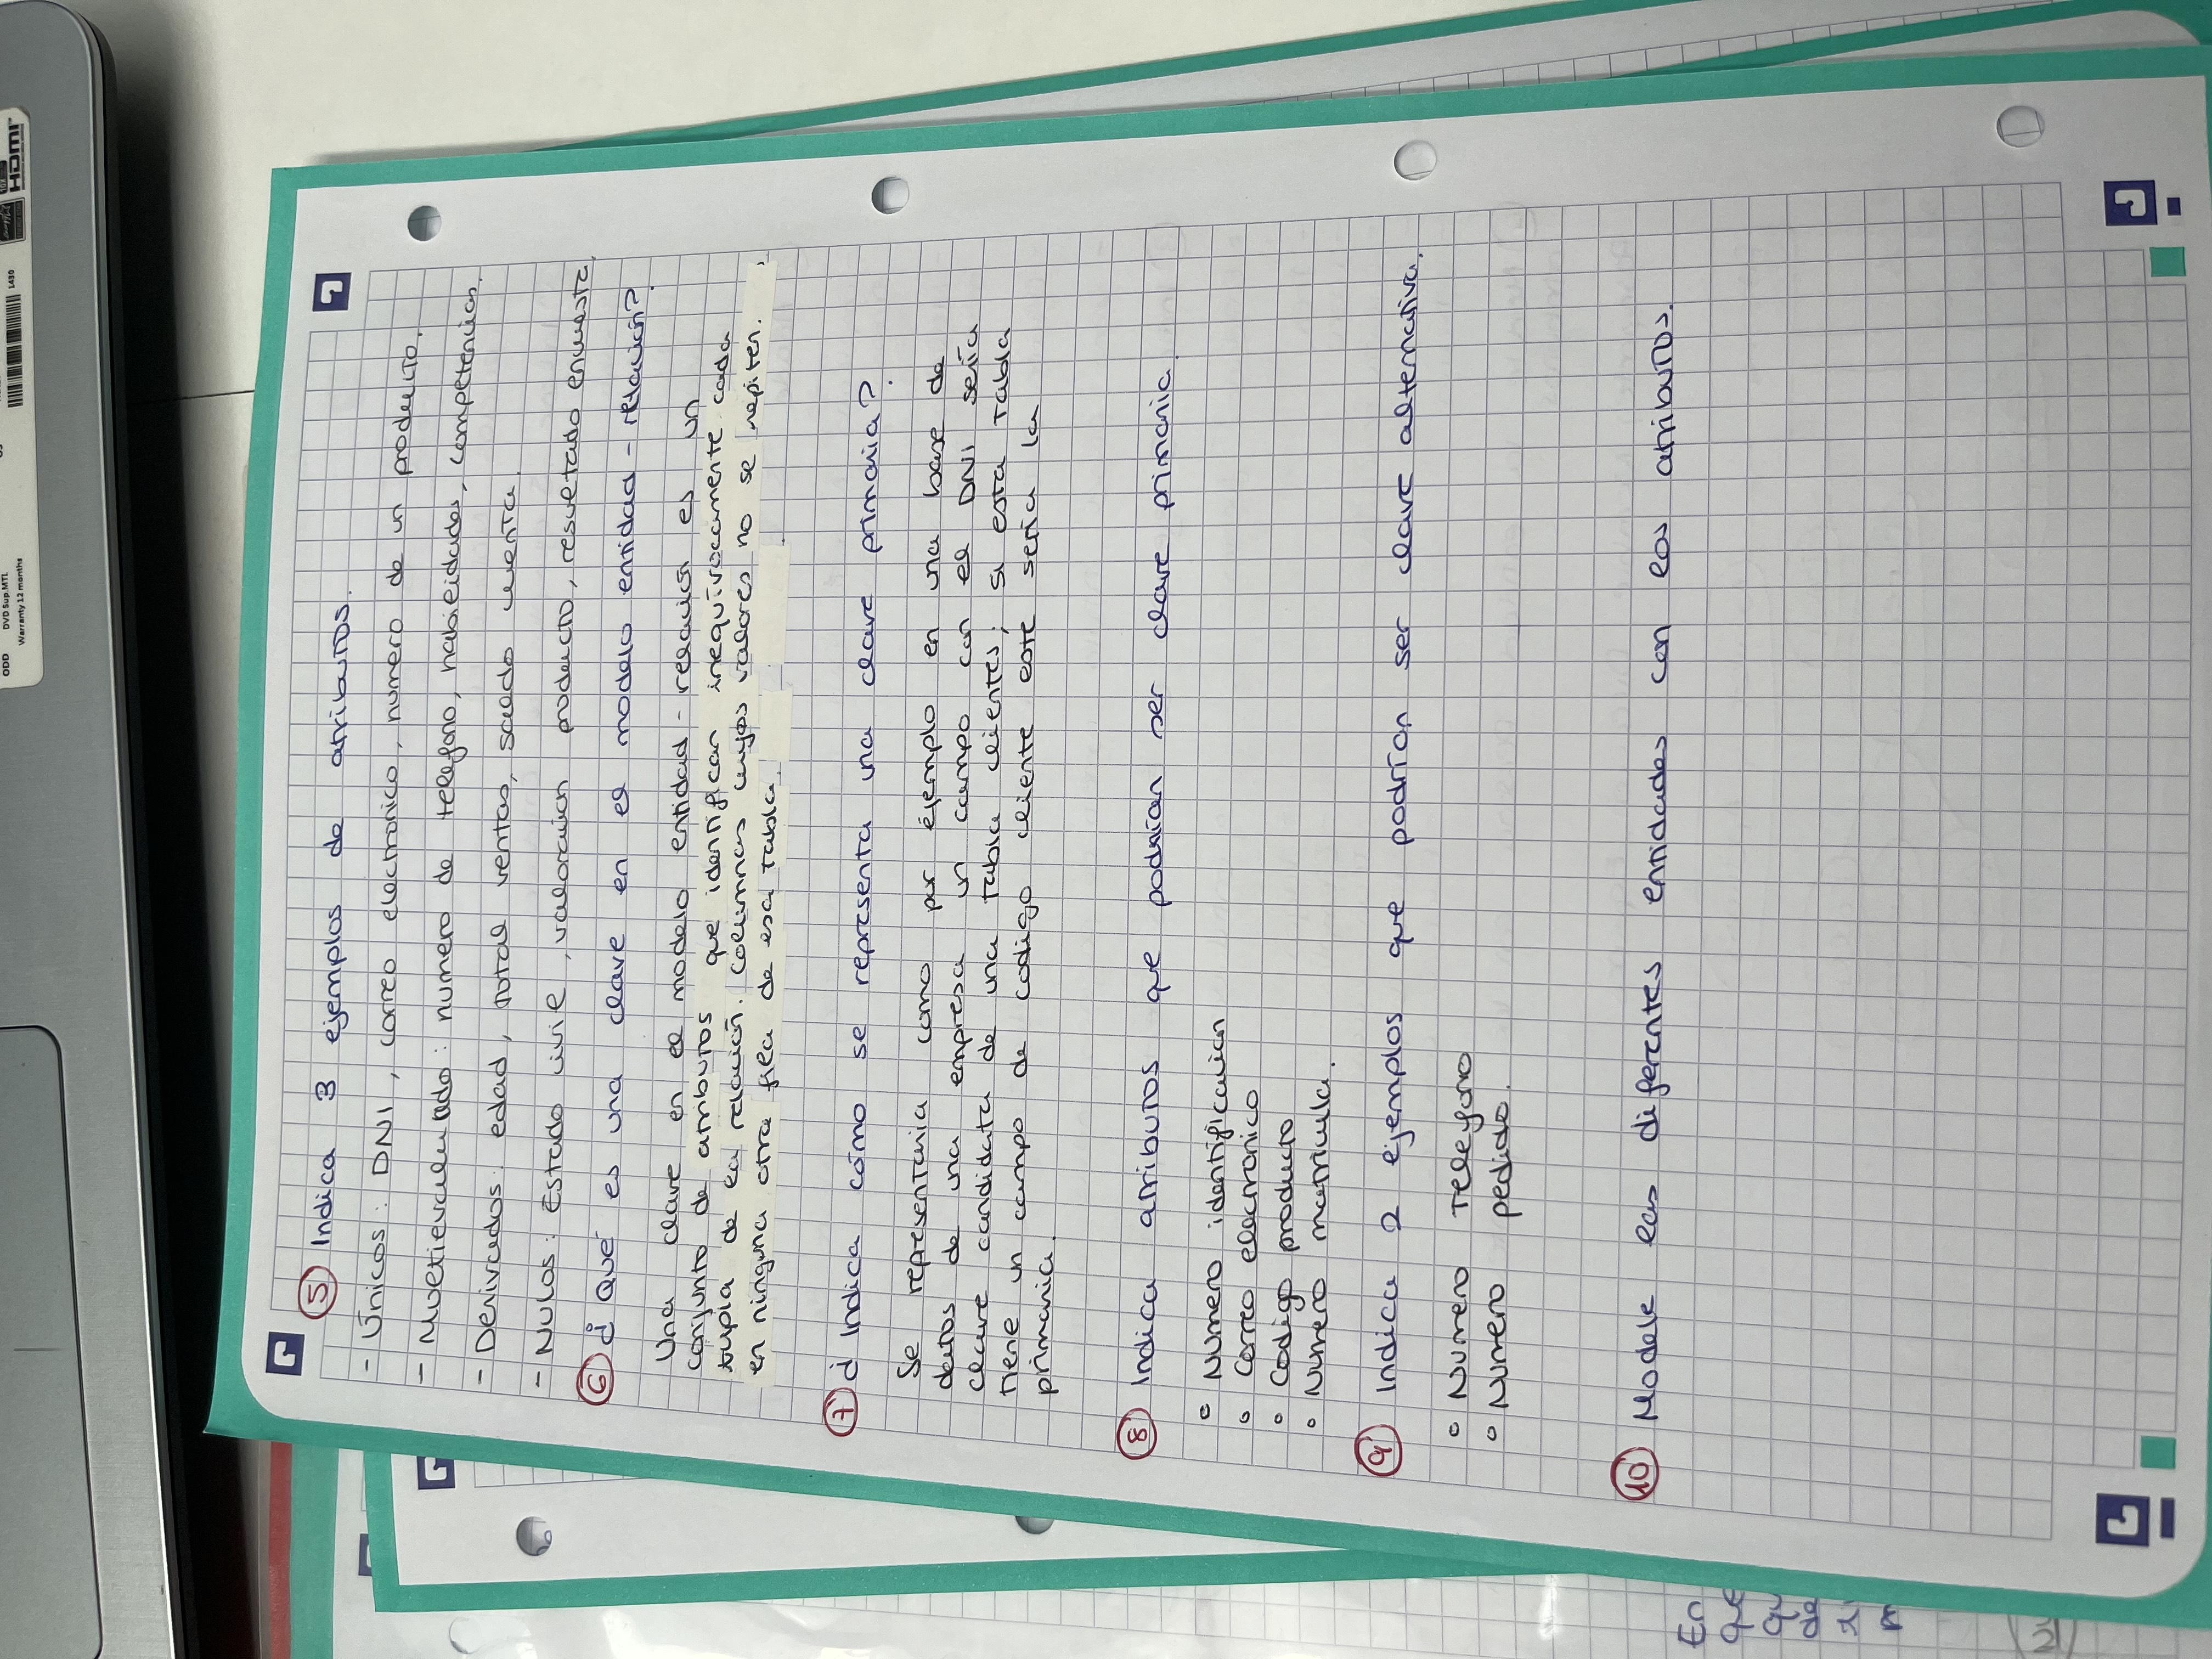 ODD DVD Sup.MTL
Warranty 12 months
1430
HDMI
5 Indica 3 ejemplos de atributos.
- Únicos: DNI, correo electronico, numero de un producto.
- Multievaluado: numero de telefono, habilidades, competencias.
- Derivados: edad, total ventas, saldo cuenta.
- Nulos: Estado civil, valoración producto, resultado encuesta.
6 ¿Qué es una clave en el modelo entidad-relación?
Una clave en el modelo entidad-relación es un
conjunto de atributos que identifican inequívocamente cada
tupla de la relación. Columnas cuyos valores no se repiten.
en ninguna otra fila de esa tabla.
7 ¿Indica cómo se representa una clave primaria?
Se representaria como por ejemplo en una base de
datos de una empresa un campo con el DNI sería
clave candidata de una tabla clientes; si esta tabla
tiene un campo de codigo cliente este seria la
primaria.
8 Indica atributos que podrían ser clave primaria.
Numero identificacion
Correo electronico
Codigo producto
Numero matricula.
9 Indica 2 ejemplos que podrían ser clave alternativa.
Numero Telefono
Numero pedido.
10 Modele las diferentes entidades con los atributos.
En
que
qu
de